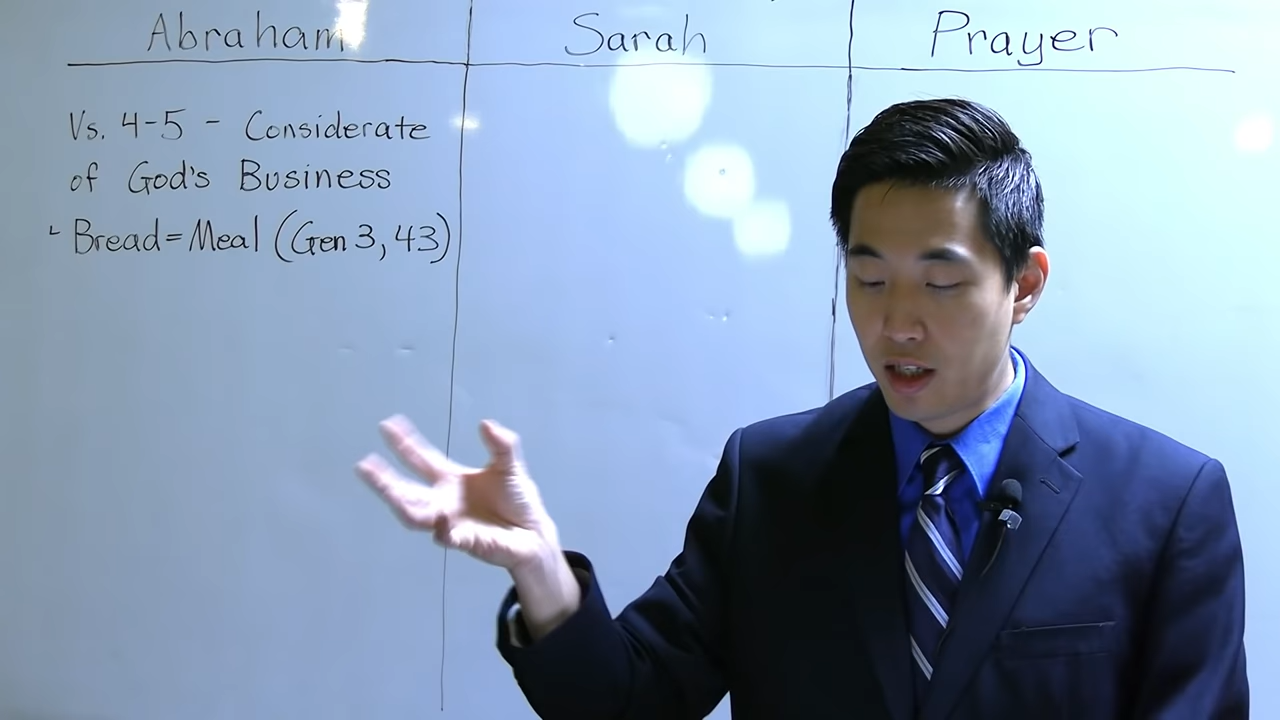 Abraham
Sarah
Prayer
Vs. 4-5 - Considerate
of God's Business
Bread=Meal (Gen 3, 43)